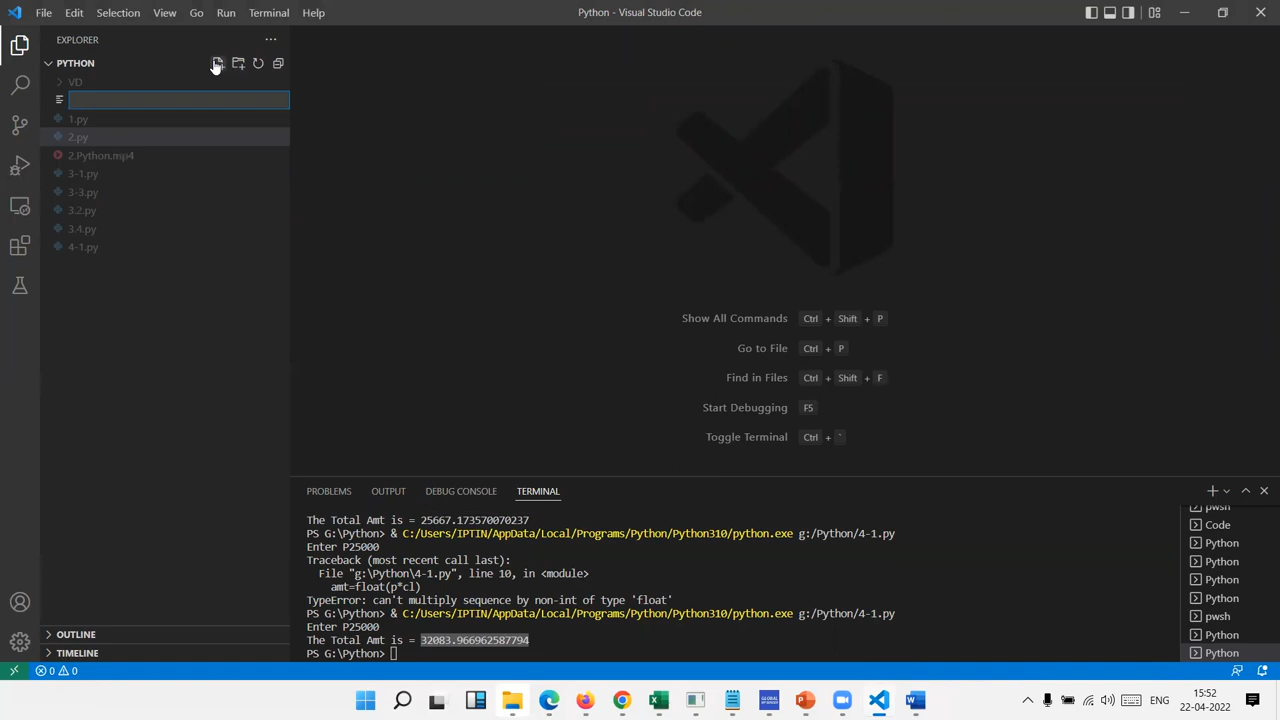 File Edit Selection View Go Run Terminal Help
Python - Visual Studio Code
EXPLORER
PYTHON
VD
1.py
2.py
2.Python.mp4
3-1.py
3-3.py
3.2.py
3.4.py
4-1.py
OUTLINE
TIMELINE
Show All Commands Ctrl + Shift + P
Go to File Ctrl + P
Find in Files Ctrl + Shift + F
Start Debugging F5
Toggle Terminal Ctrl + `
PROBLEMS OUTPUT DEBUG CONSOLE TERMINAL
The Total Amt is = 25667.173570070237
PS G:\Python> & C:/Users/IPTIN/AppData/Local/Programs/Python/Python310/python.exe g:/Python/4-1.py
Enter P25000
Traceback (most recent call last):
File "g:\Python\4-1.py", line 10, in <module>
amt=float(p*cl)
TypeError: can't multiply sequence by non-int of type 'float'
PS G:\Python> & C:/Users/IPTIN/AppData/Local/Programs/Python/Python310/python.exe g:/Python/4-1.py
Enter P25000
The Total Amt is = 32083.966962587794
PS G:\Python>
pwsh
Code
Python
Python
Python
Python
pwsh
Python
Python
0 0
ENG
15:52
22-04-2022